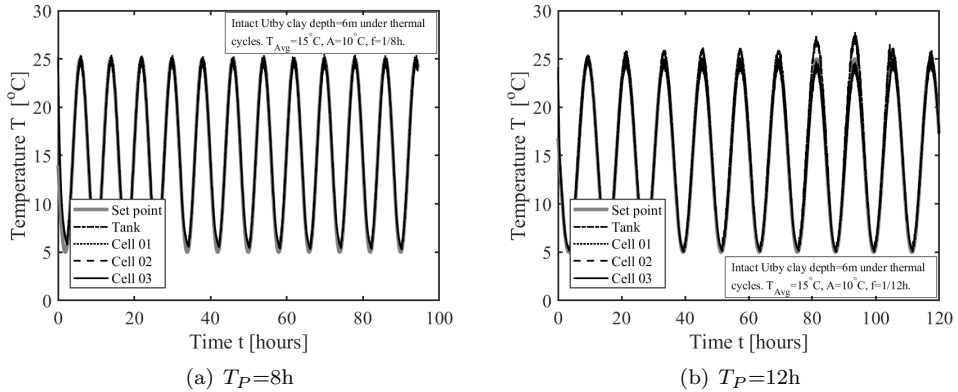 30
25
20
15
10
5
0
Temperature T [°C]
Intact Utby clay depth=6m under thermal
cycles. T_Avg=15°C, A=10°C, f=1/8h.
Set point
Tank
Cell 01
Cell 02
Cell 03
0 20 40 60 80 100
Time t [hours]
(a) T_P=8h
30
25
20
15
10
5
0
Temperature T [°C]
Set point
Tank
Cell 01
Cell 02
Cell 03
Intact Utby clay depth=6m under thermal
cycles. T_Avg=15°C, A=10°C, f=1/12h.
0 20 40 60 80 100 120
Time t [hours]
(b) T_P=12h